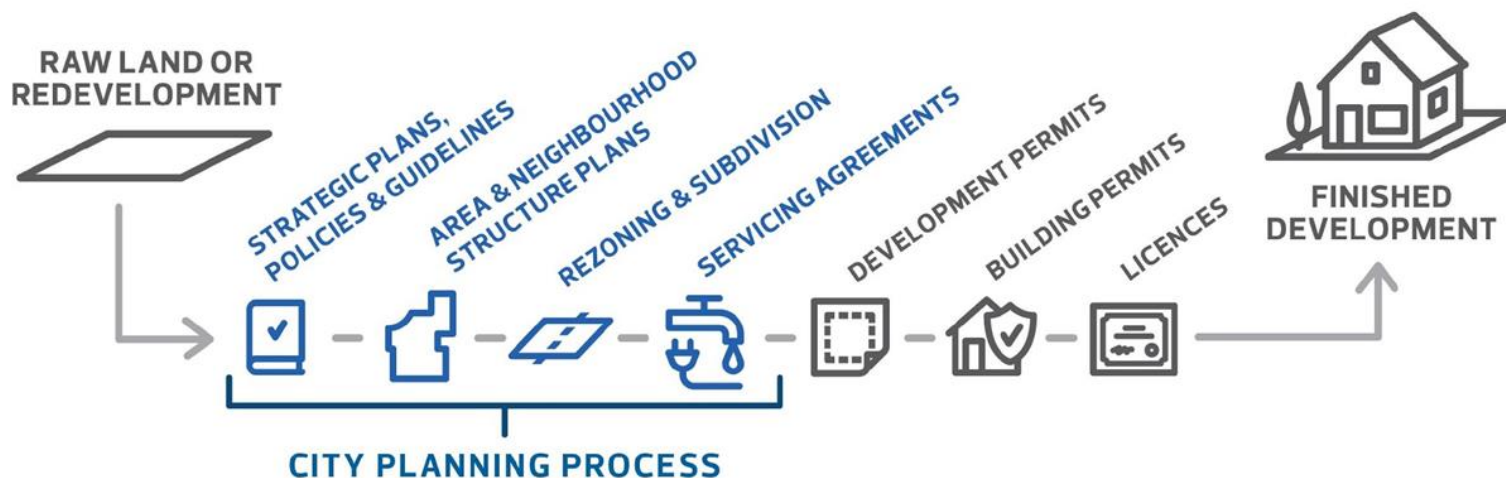 RAW LAND OR
REDEVELOPMENT
STRATEGIC PLANS,
POLICIES & GUIDELINES
AREA & NEIGHBOURHOOD
STRUCTURE PLANS
REZONING & SUBDIVISION
SERVICING AGREEMENTS
DEVELOPMENT PERMITS
BUILDING PERMITS
LICENCES
FINISHED
DEVELOPMENT
CITY PLANNING PROCESS